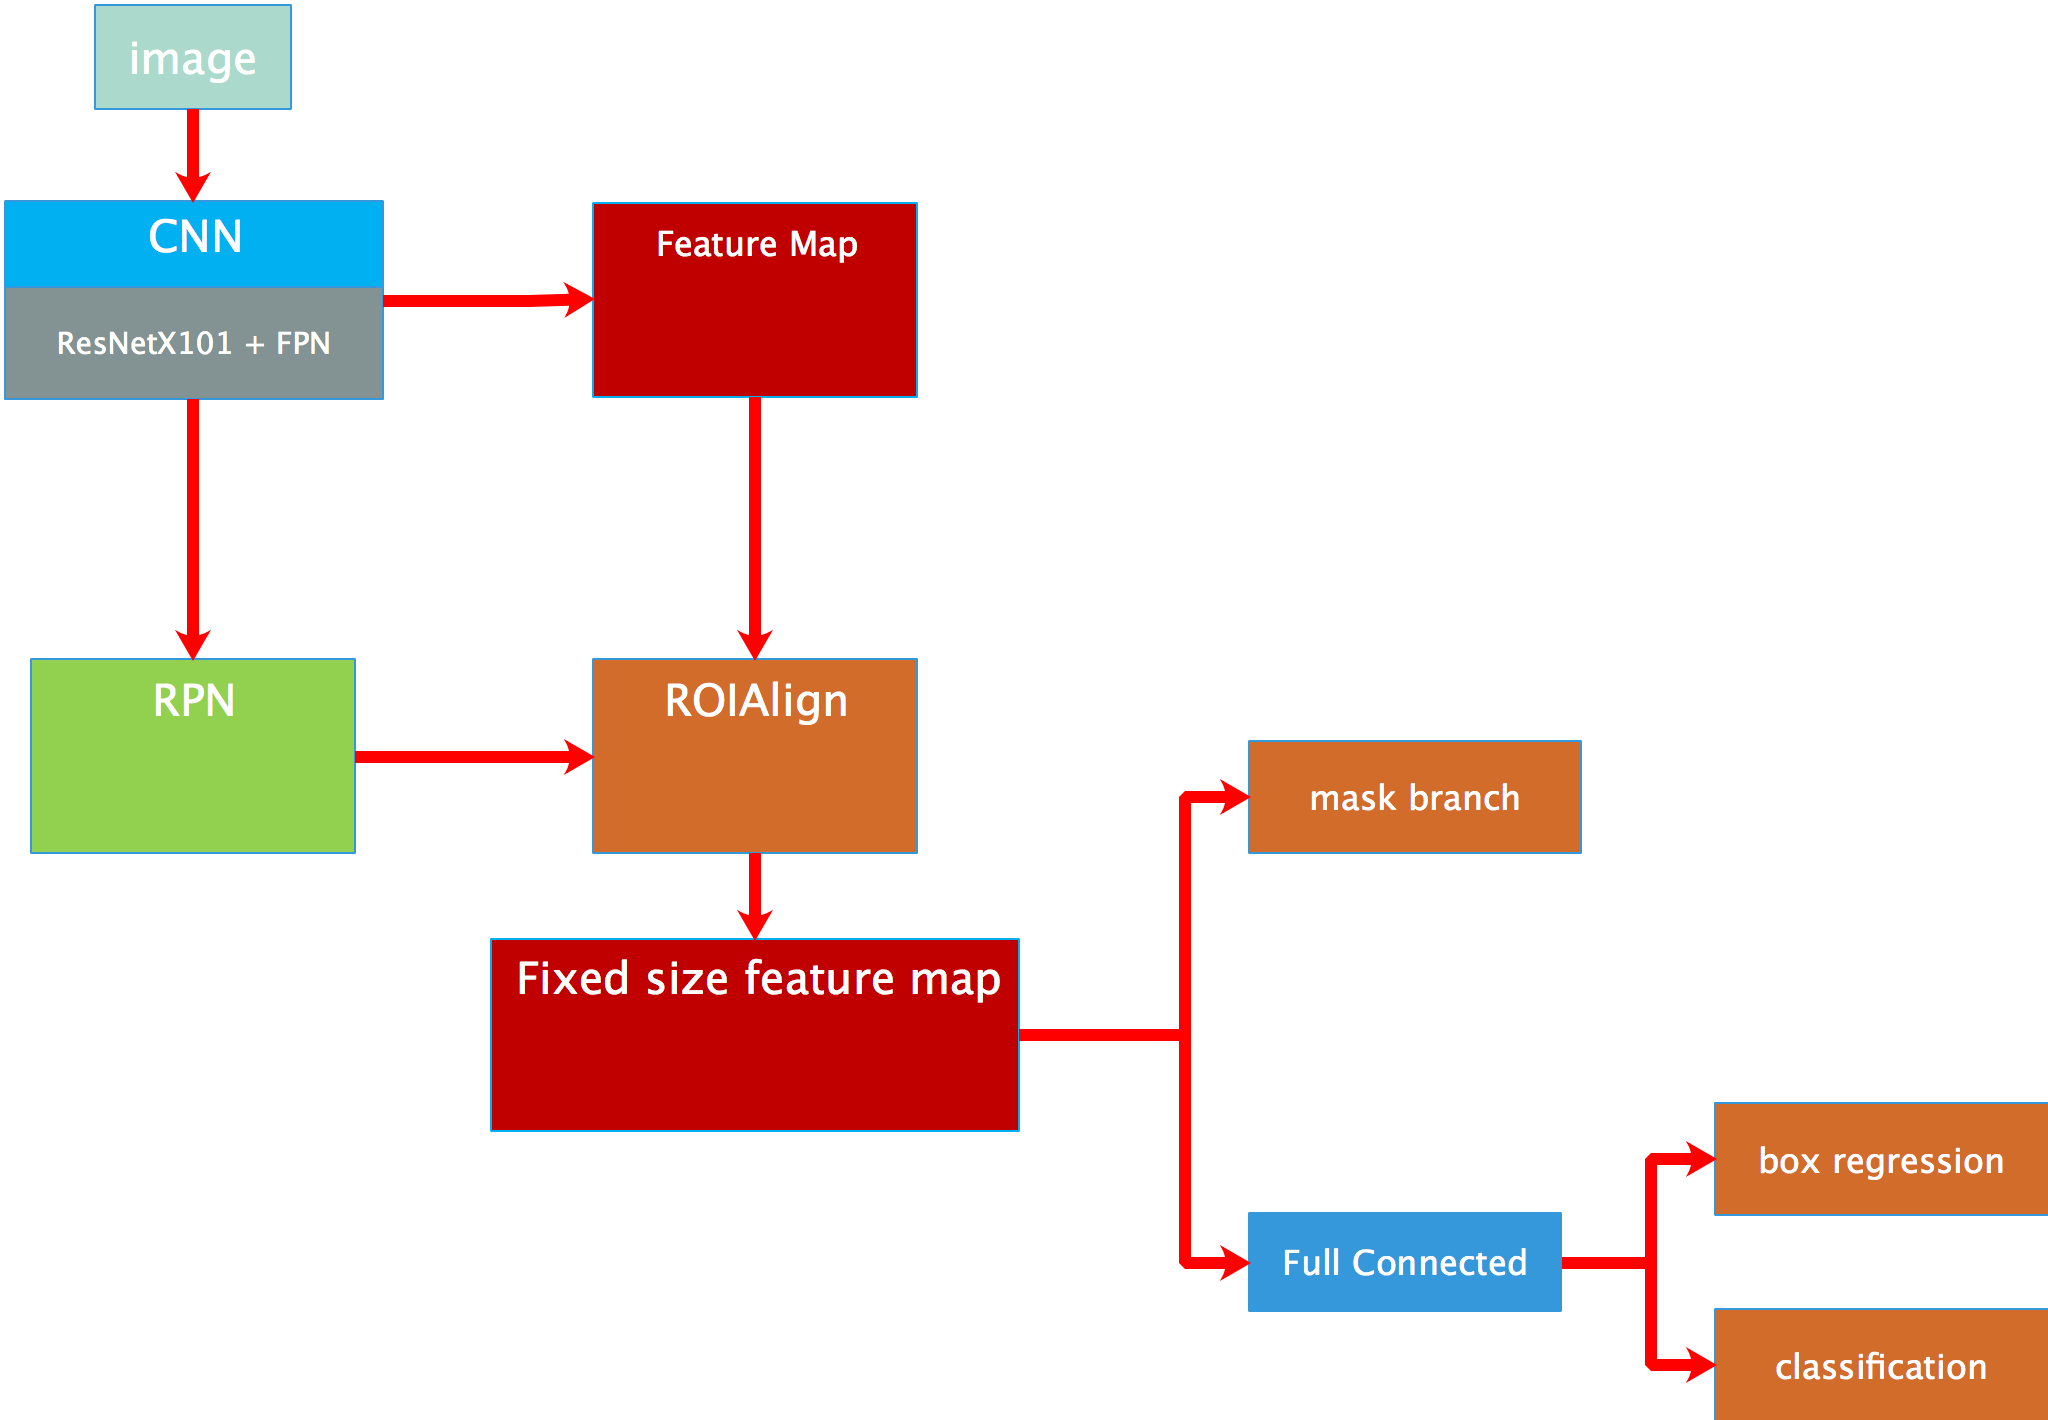 image
CNN
ResNetX101 + FPN
Feature Map
RPN
ROIAlign
Fixed size feature map
mask branch
Full Connected
box regression
classification